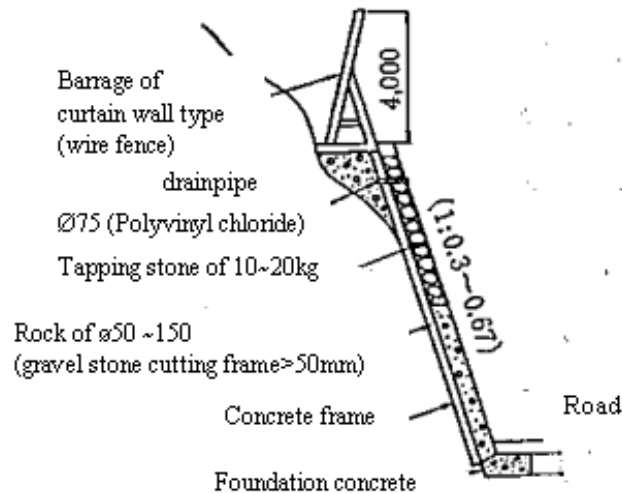 Barrage of
curtain wall type
(wire fence)
4,000
drainpipe
Ø75 (Polyvinyl chloride)
Tapping stone of 10~20kg
(1:0.3~0.67)
Rock of ø50 ~150
(gravel stone cutting frame>50mm)
Concrete frame
Road
Foundation concrete